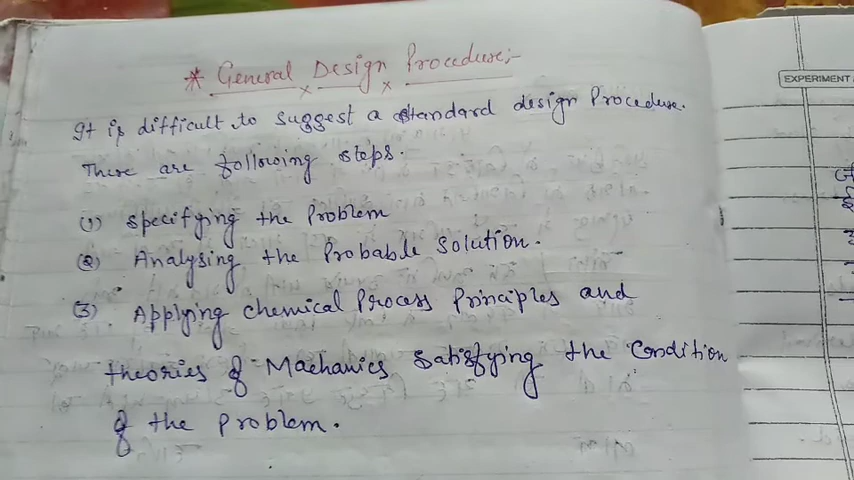 * General Design Procedure:-
It is difficult to suggest a standard design Procedure.
There are following steps.
(1) Specifying the Problem
(2) Analysing the Probable Solution.
(3) Applying chemical Process Principles and
theories of Machanics satisfying the Condition
of the problem.
EXPERIMENT